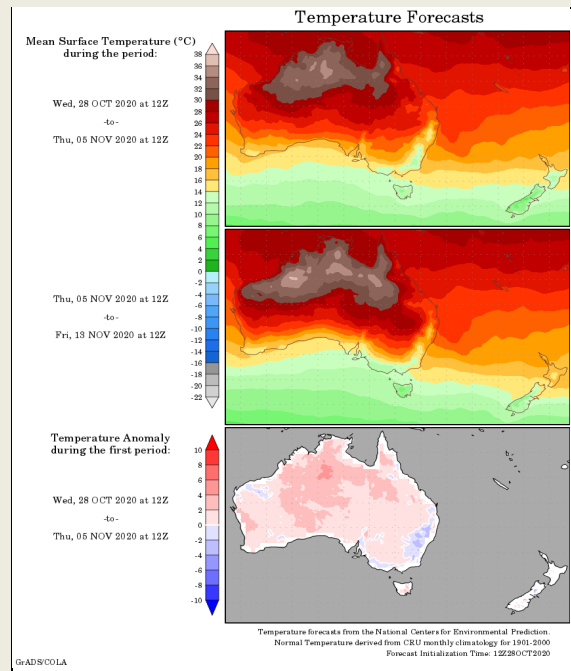 Temperature Forecasts
Mean Surface Temperature (°C)
during the period:
Wed, 28 OCT 2020 at 12Z
-to-
Thu, 05 NOV 2020 at 12Z
38
36
34
32
30
28
26
24
22
20
18
16
14
12
10
8
6
4
2
0
-2
-4
-6
-8
-10
-12
-14
-16
-18
-20
-22
Thu, 05 NOV 2020 at 12Z
-to-
Fri, 13 NOV 2020 at 12Z
Temperature Anomaly
during the first period:
Wed, 28 OCT 2020 at 12Z
-to-
Thu, 05 NOV 2020 at 12Z
10
8
6
4
2
0
-2
-4
-6
-8
-10
Temperature forecasts from the National Centers for Environmental Prediction.
Normal Temperature derived from CRU monthly climatology for 1901-2000
Forecast Initialization Time: 12Z28OCT2020
GrADS/COLA